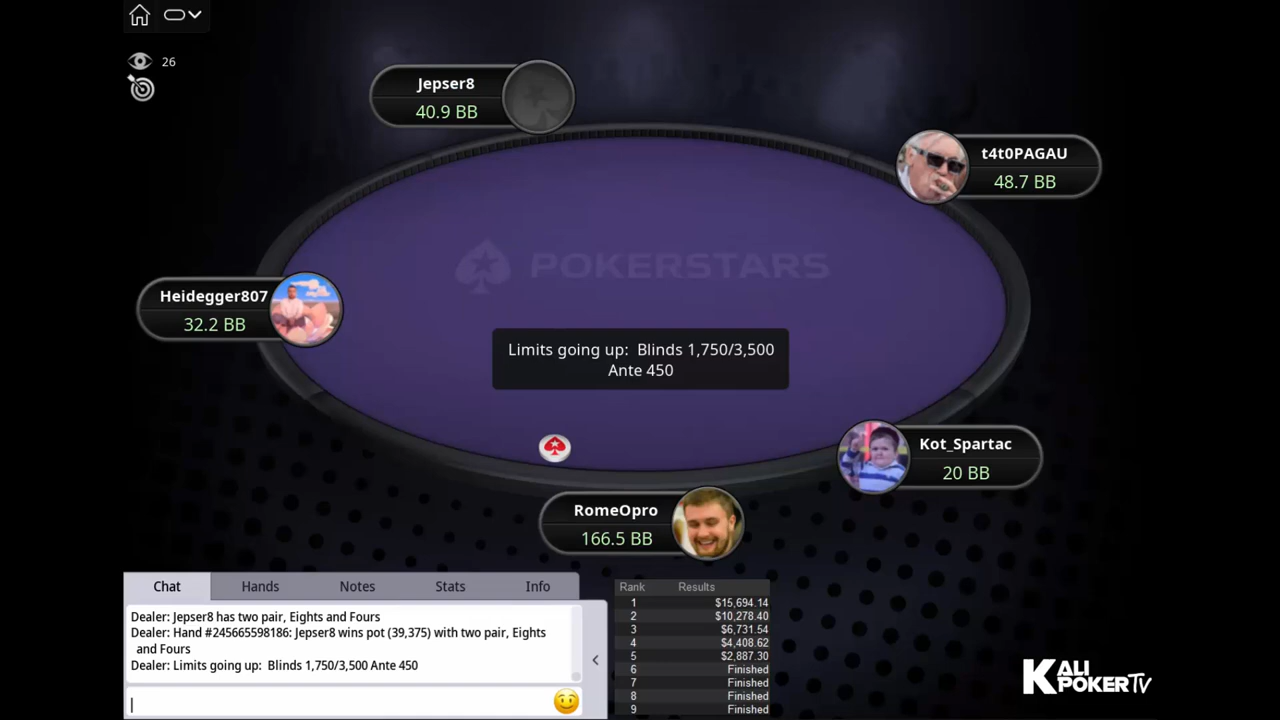 26
Jepser8
40.9 BB
t4t0PAGAU
48.7 BB
POKERSTARS
Heidegger807
32.2 BB
Limits going up: Blinds 1,750/3,500
Ante 450
Kot_Spartac
20 BB
RomeOpro
166.5 BB
Chat Hands Notes Stats Info
Dealer: Jepser8 has two pair, Eights and Fours
Dealer: Hand #245665598186: Jepser8 wins pot (39,375) with two pair, Eights
and Fours
Dealer: Limits going up: Blinds 1,750/3,500 Ante 450
Rank Results
1 $15,694.14
2 $10,278.40
3 $6,731.54
4 $4,408.62
5 $2,887.30
6 Finished
7 Finished
8 Finished
9 Finished
KALI
POKERTV